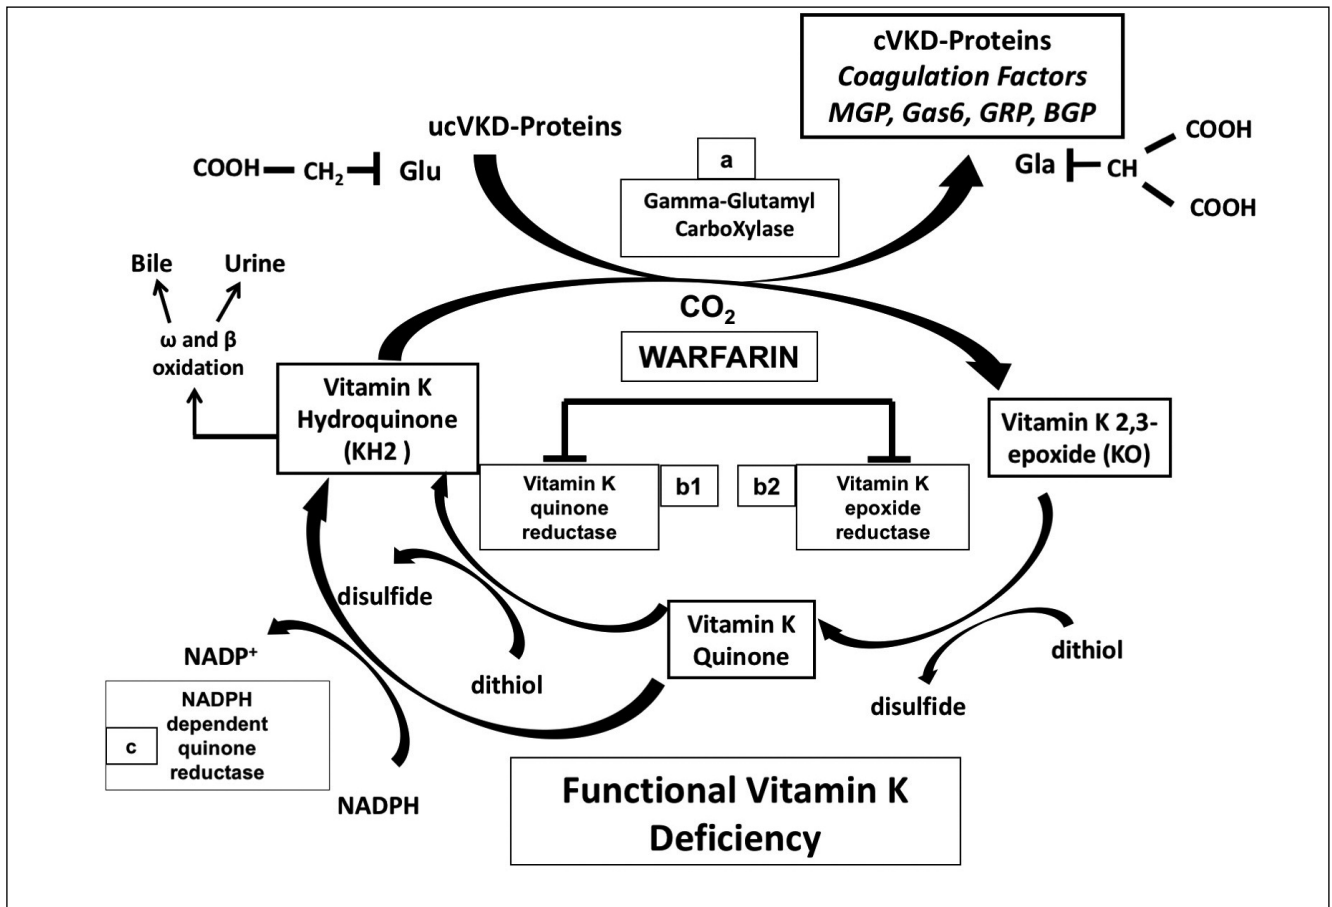 cVKD-Proteins
Coagulation Factors
MGP, Gas6, GRP, BGP
ucVKD-Proteins
COOH
CH₂
Glu
a
Gamma-Glutamyl
CarboXylase
Gla
CH
COOH
COOH
Bile
Urine
ω and β
oxidation
CO₂
WARFARIN
Vitamin K
Hydroquinone
(KH2 )
Vitamin K 2,3-
epoxide (KO)
Vitamin K
quinone
reductase
b1
b2
Vitamin K
epoxide
reductase
disulfide
dithiol
Vitamin K
Quinone
dithiol
disulfide
NADP⁺
NADPH
dependent
quinone
reductase
c
NADPH
Functional Vitamin K
Deficiency